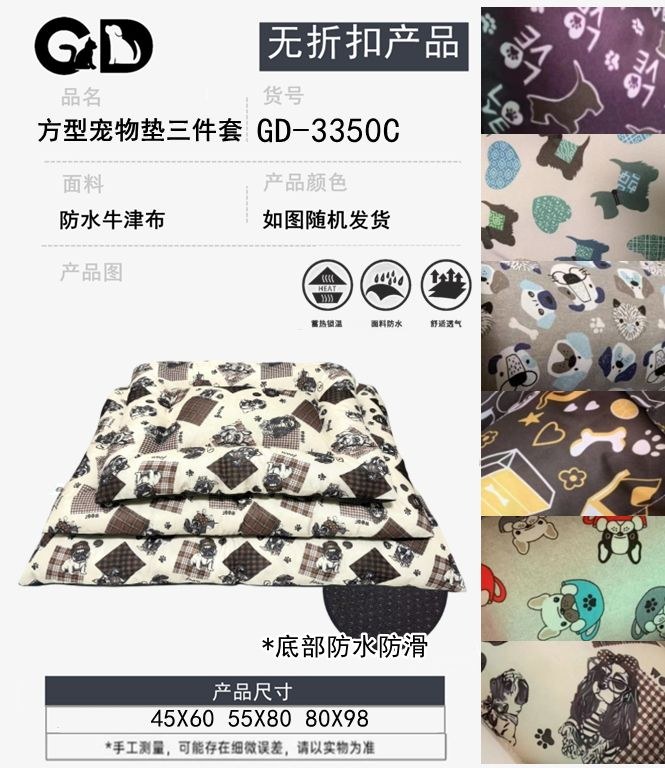 GD
无折扣产品
品名
货号
方型宠物垫三件套
GD-3350C
面料
产品颜色
防水牛津布
如图随机发货
产品图
HEAT
蓄热锁温
面料防水
舒适透气
*底部防水防滑
产品尺寸
45X60 55X80 80X98
*手工测量，可能存在细微误差，请以实物为准
LOVE